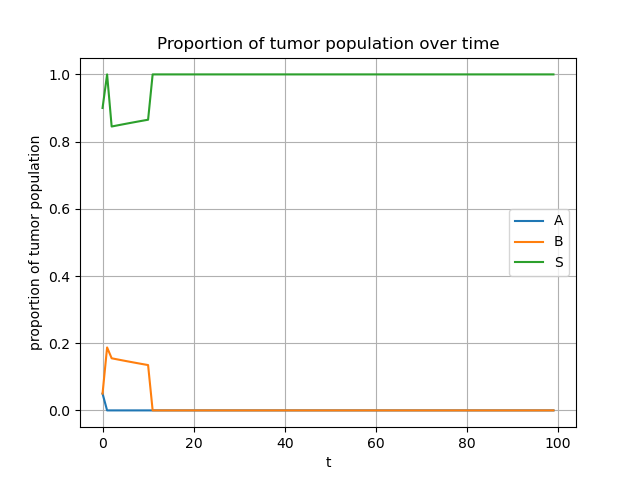 Proportion of tumor population over time
proportion of tumor population
1.0
0.8
0.6
0.4
0.2
0.0
A
B
S
0
20
40
60
80
100
t